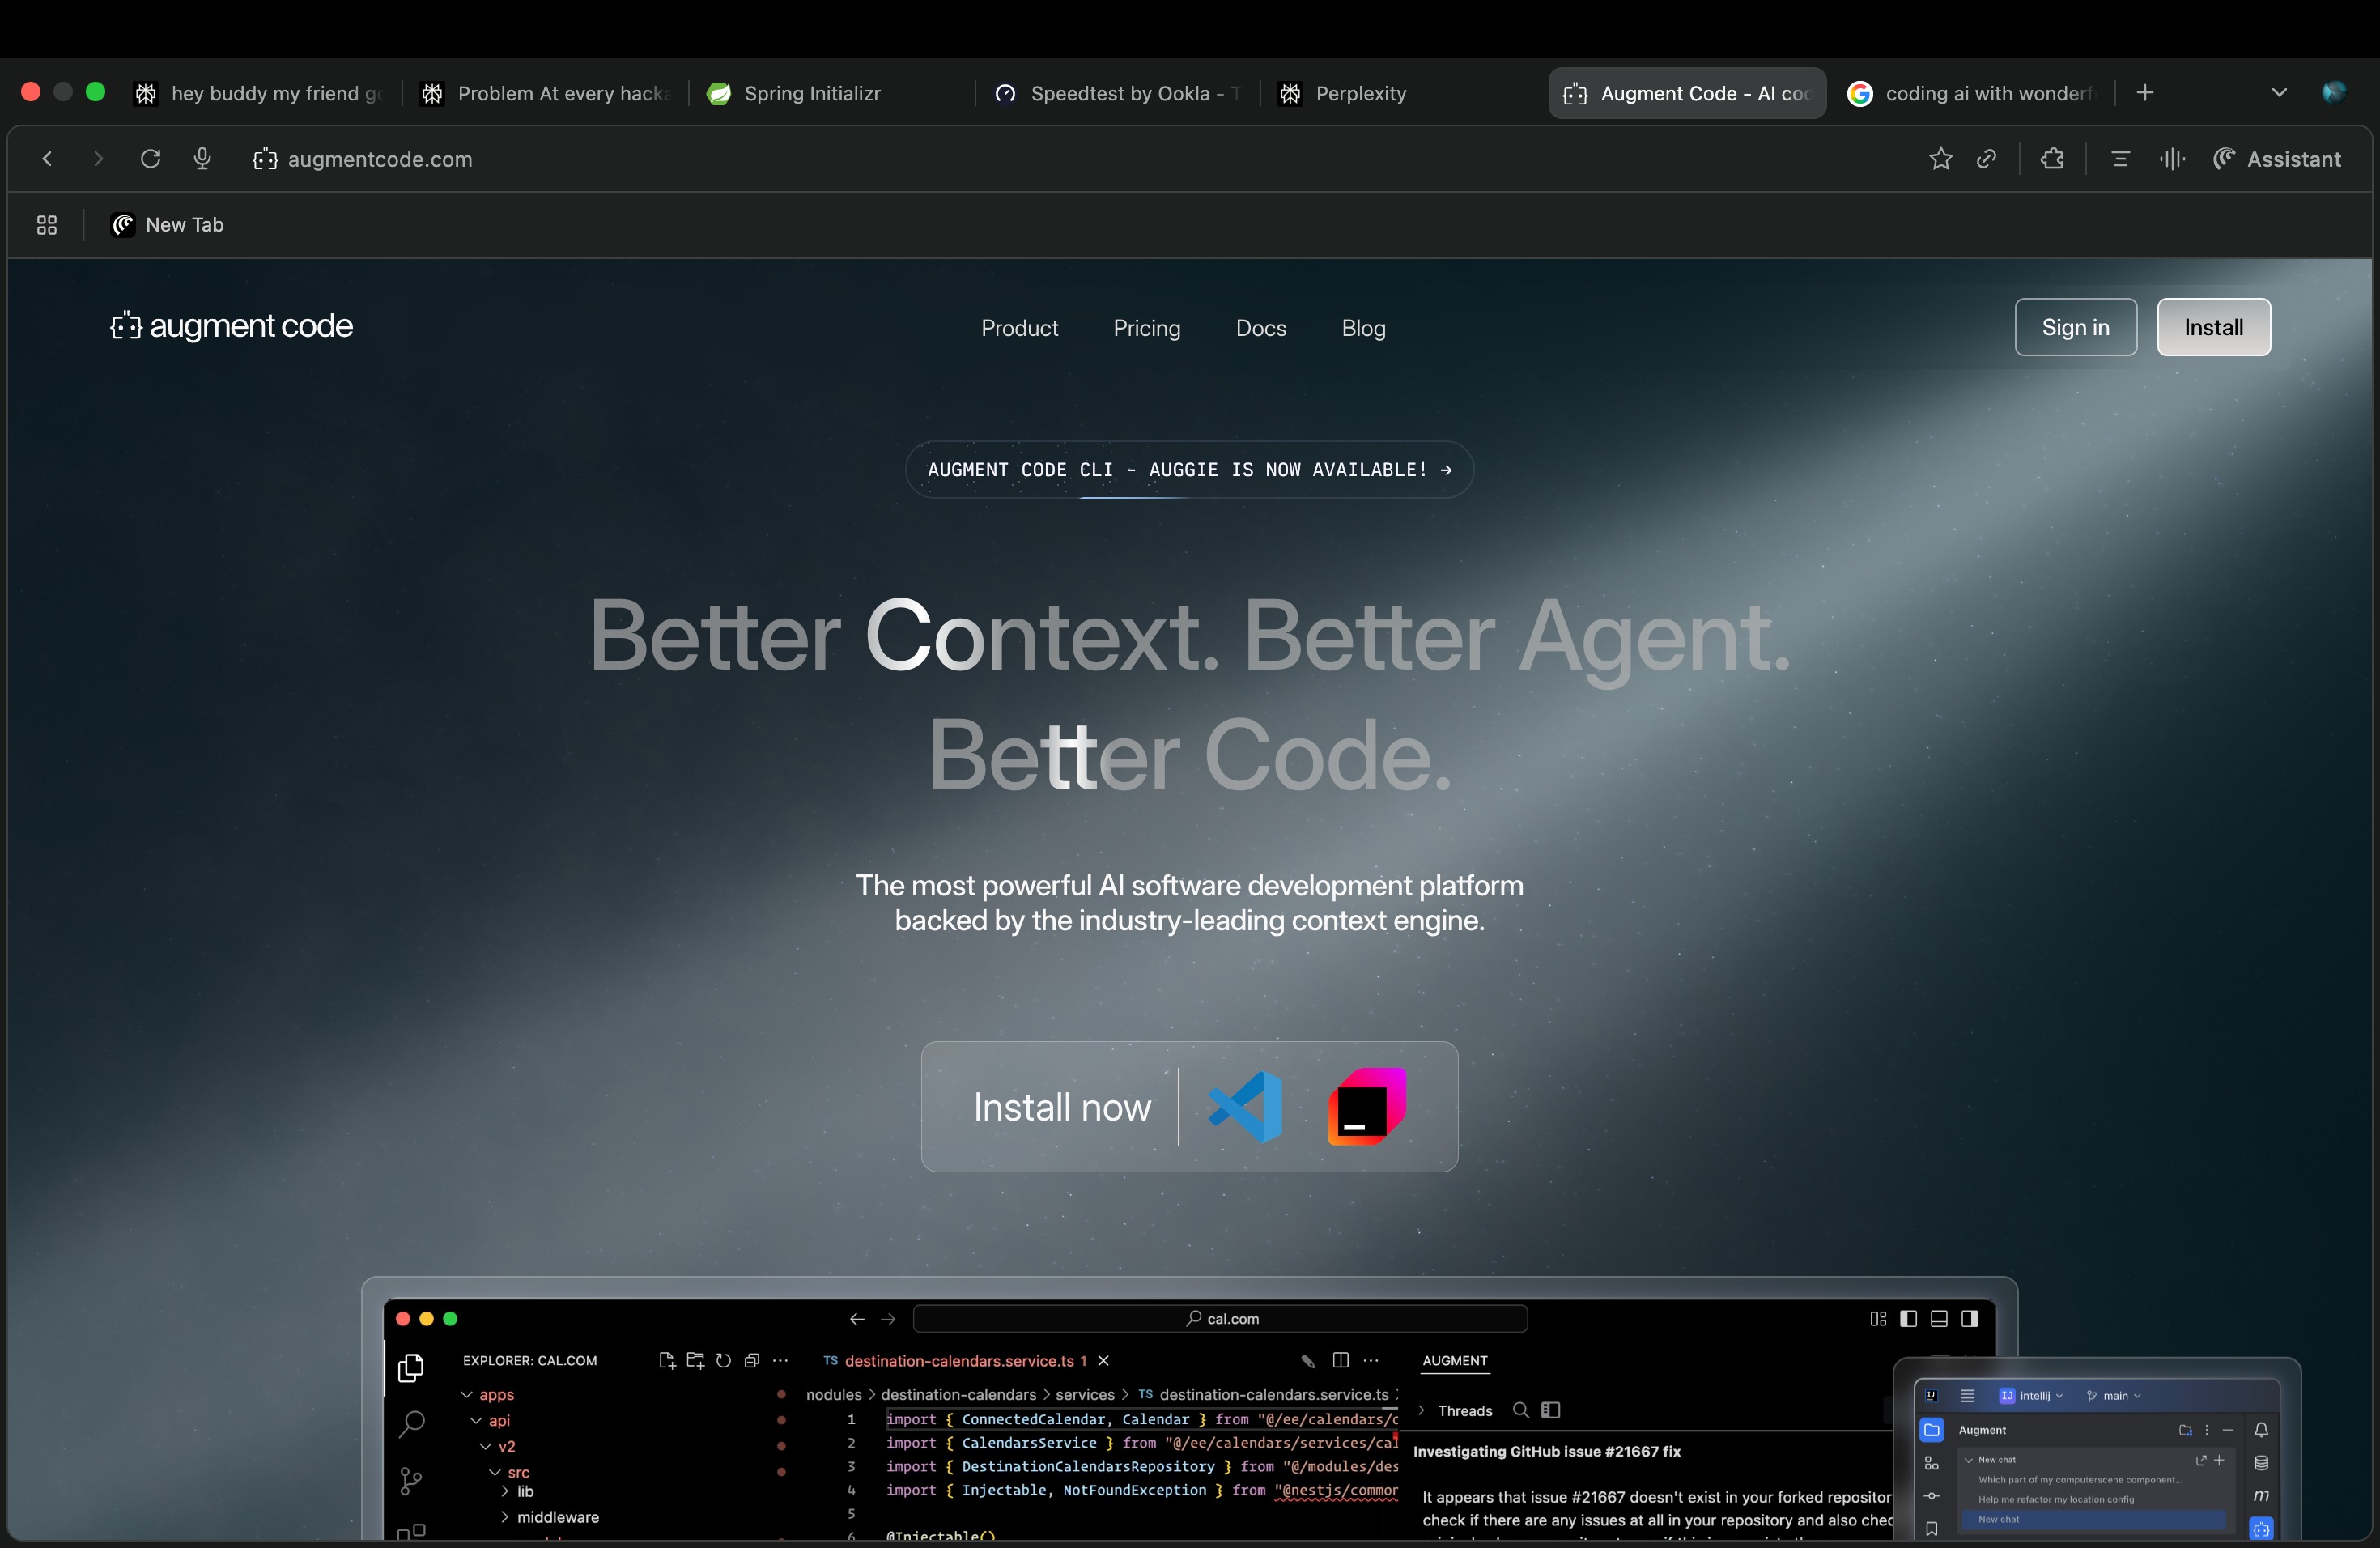 hey buddy my friend
Problem At every
Spring Initializr
Speedtest by Ookla -
Perplexity
Augment Code - AI
coding ai with
augmentcode.com
Assistant
New Tab
augment code
Product
Pricing
Docs
Blog
Sign in
Install
AUGMENT CODE CLI - AUGGIE IS NOW AVAILABLE! →
Better Context. Better Agent.
Better Code.
The most powerful AI software development platform
backed by the industry-leading context engine.
Install now
cal.com
EXPLORER: CAL.COM
apps
api
v2
src
lib
middleware
TS destination-calendars.service.ts 1
nodules > destination-calendars > services > TS destination-calendars.service.ts
1 import { ConnectedCalendar, Calendar } from "@/ee/calendars/
2 import { CalendarsService } from "@/ee/calendars/services/
3 import { DestinationCalendarsRepository } from "@/modules/
4 import { Injectable, NotFoundException } from "@nestjs/common
5
6 @Injectable()
AUGMENT
Threads
Investigating GitHub issue #21667 fix
It appears that issue #21667 doesn't exist in your forked
check if there are any issues at all in your repository and also
IJ intellij
main
Augment
New chat
Which part of my computerscene component...
Help me refactor my location config
New chat